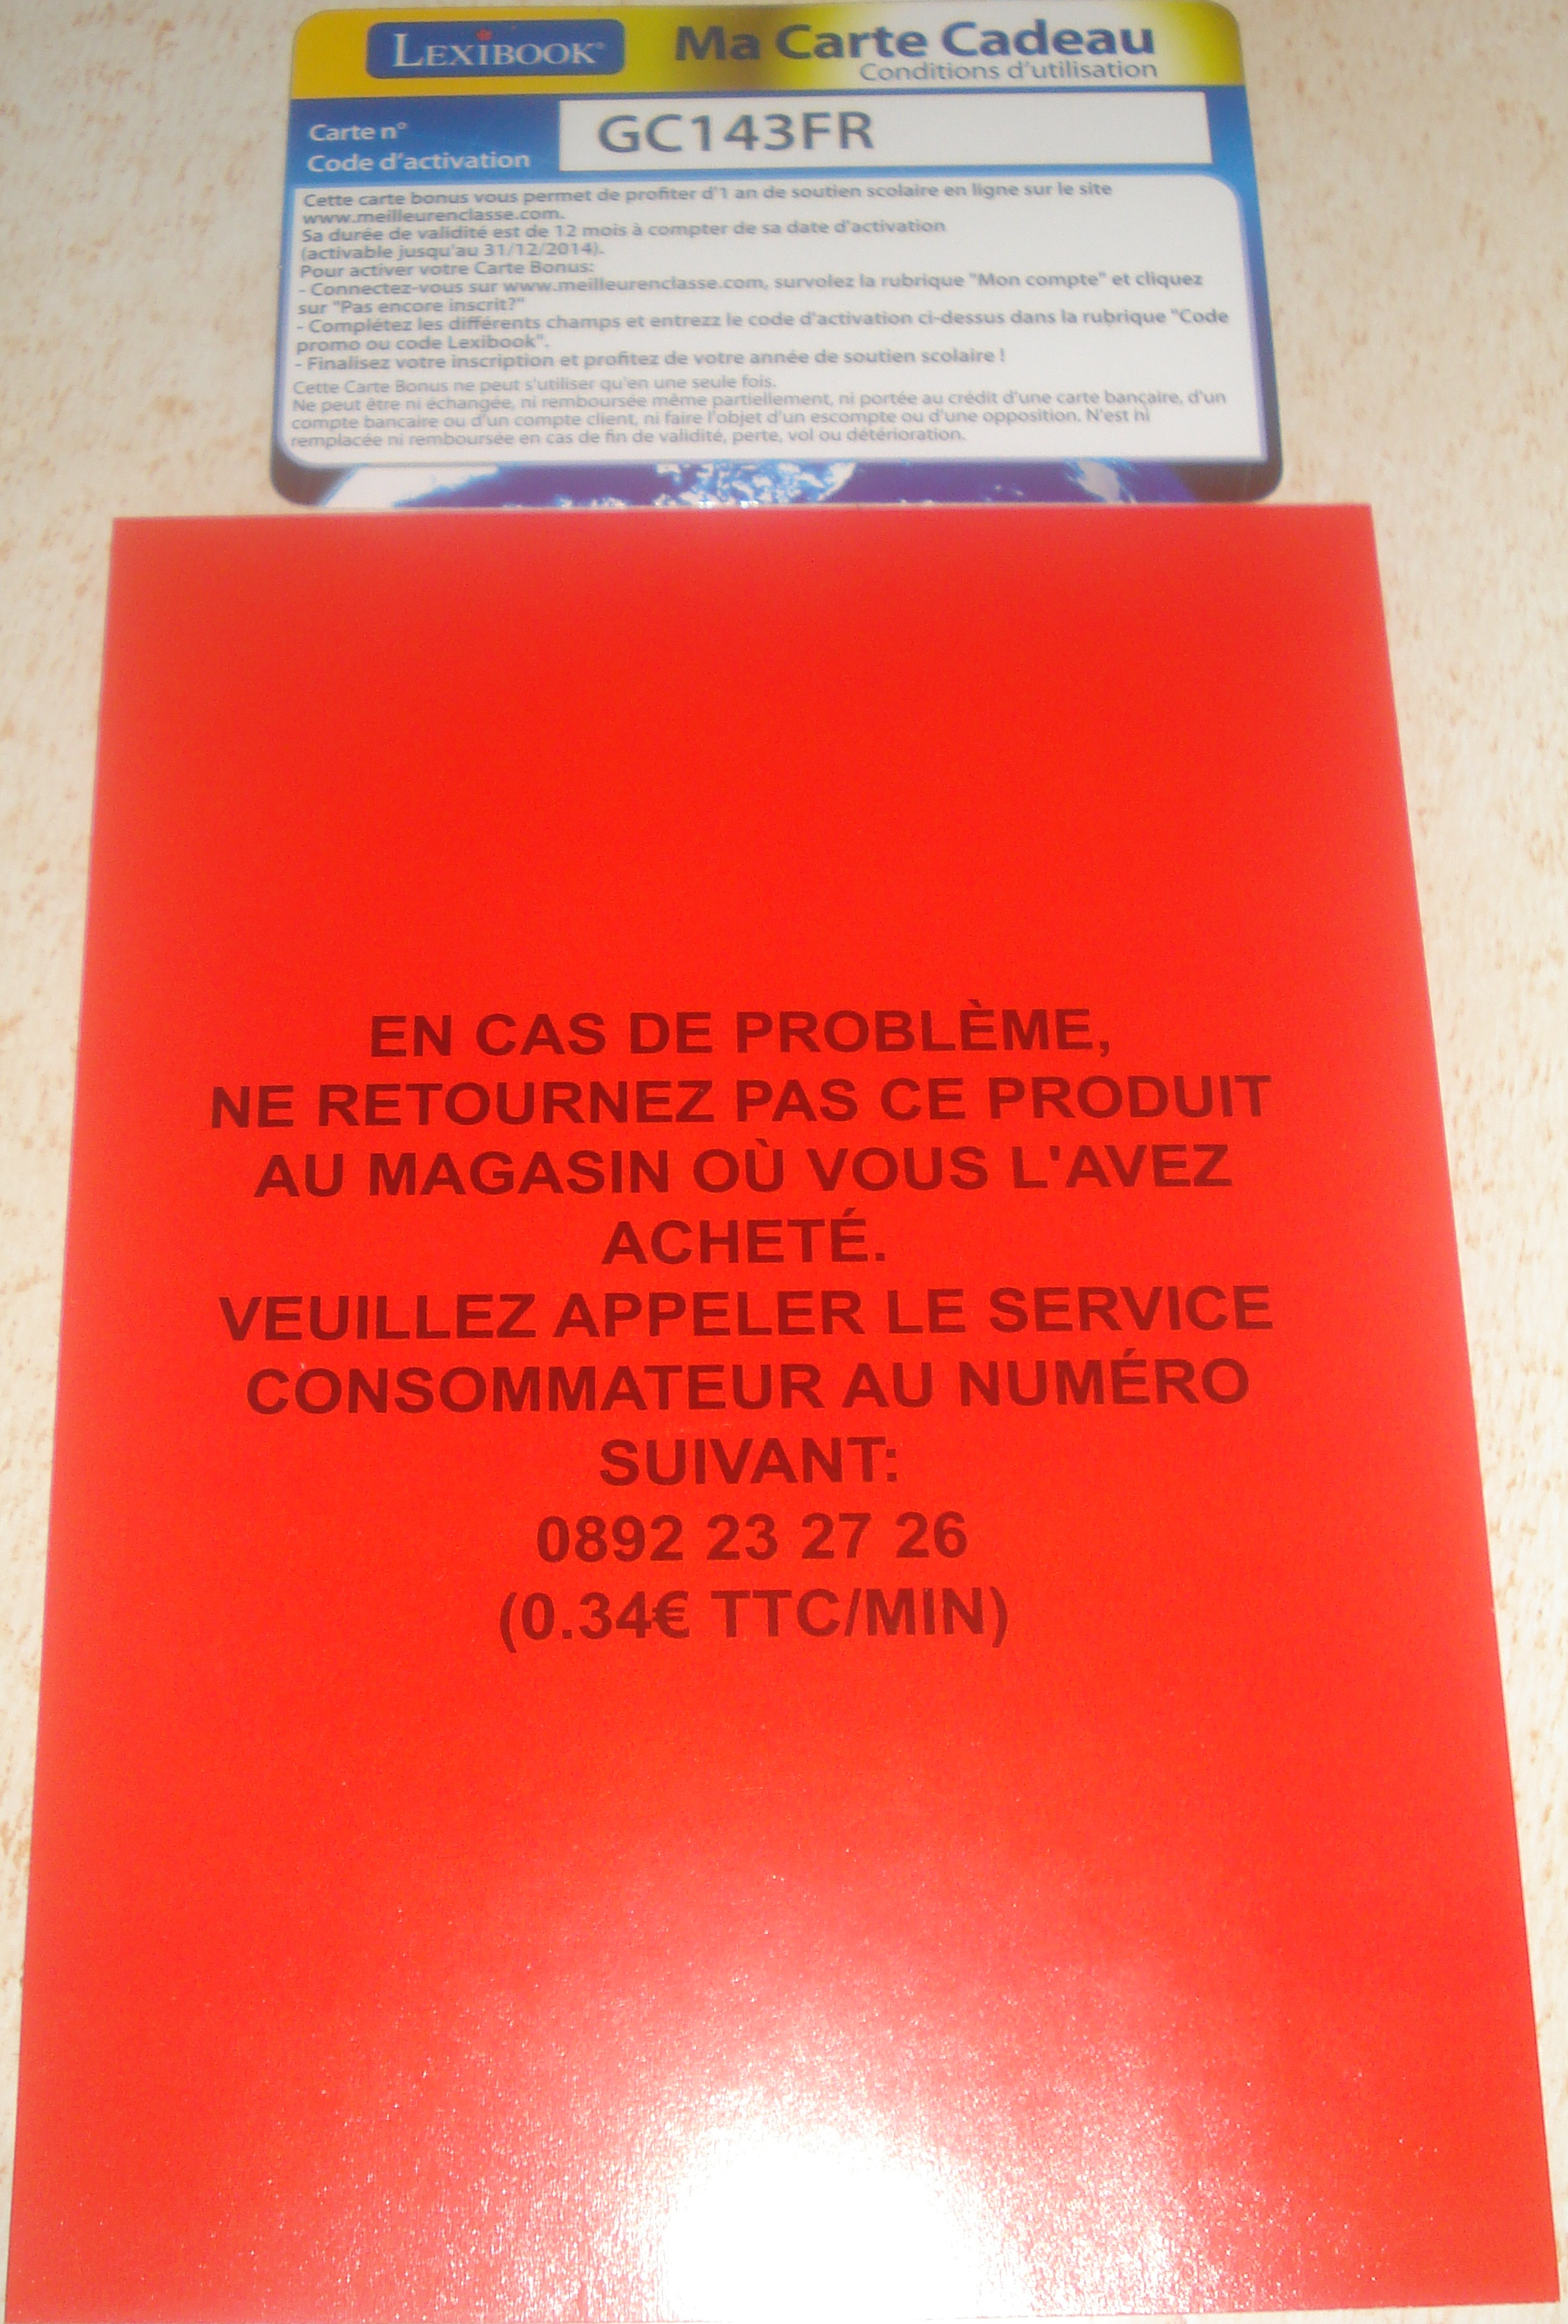 LEXIBOOK®
Ma Carte Cadeau
Conditions d'utilisation
Carte n°
Code d'activation
GC143FR
Cette carte bonus vous permet de profiter d'1 an de soutien scolaire en ligne sur le site
www.meilleurenclasse.com.
Sa durée de validité est de 12 mois à compter de sa date d'activation
(activable jusqu'au 31/12/2014).
Pour activer votre Carte Bonus:
- Connectez-vous sur www.meilleurenclasse.com, survolez la rubrique "Mon compte" et cliquez
sur "Pas encore inscrit?"
- Complétez les différents champs et entrezz le code d'activation ci-dessus dans la rubrique "Code
promo ou code Lexibook".
- Finalisez votre inscription et profitez de votre année de soutien scolaire !
Cette Carte Bonus ne peut s'utiliser qu'en une seule fois.
Ne peut être ni échangée, ni remboursée même partiellement, ni portée au crédit d'une carte bancaire, d'un
compte bancaire ou d'un compte client, ni faire l'objet d'un escompte ou d'une opposition. N'est ni
remplacée ni remboursée en cas de fin de validité, perte, vol ou détérioration.
EN CAS DE PROBLÈME,
NE RETOURNEZ PAS CE PRODUIT
AU MAGASIN OÙ VOUS L'AVEZ
ACHETÉ.
VEUILLEZ APPELER LE SERVICE
CONSOMMATEUR AU NUMÉRO
SUIVANT:
0892 23 27 26
(0.34€ TTC/MIN)